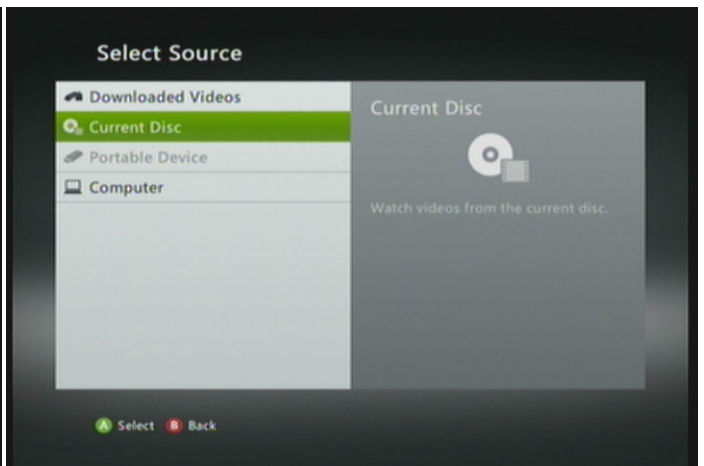 Select Source
Downloaded Videos
Current Disc
Portable Device
Computer
Current Disc
Watch videos from the current disc.
A Select B Back